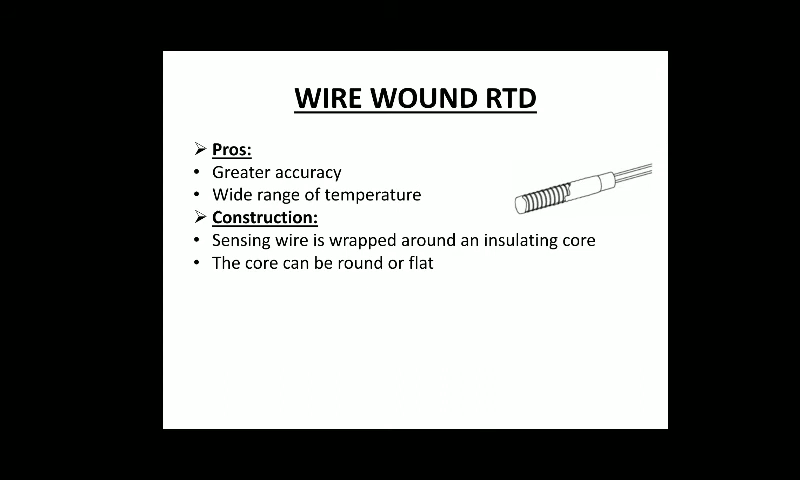 WIRE WOUND RTD
➢ Pros:
• Greater accuracy
• Wide range of temperature
➢ Construction:
• Sensing wire is wrapped around an insulating core
• The core can be round or flat